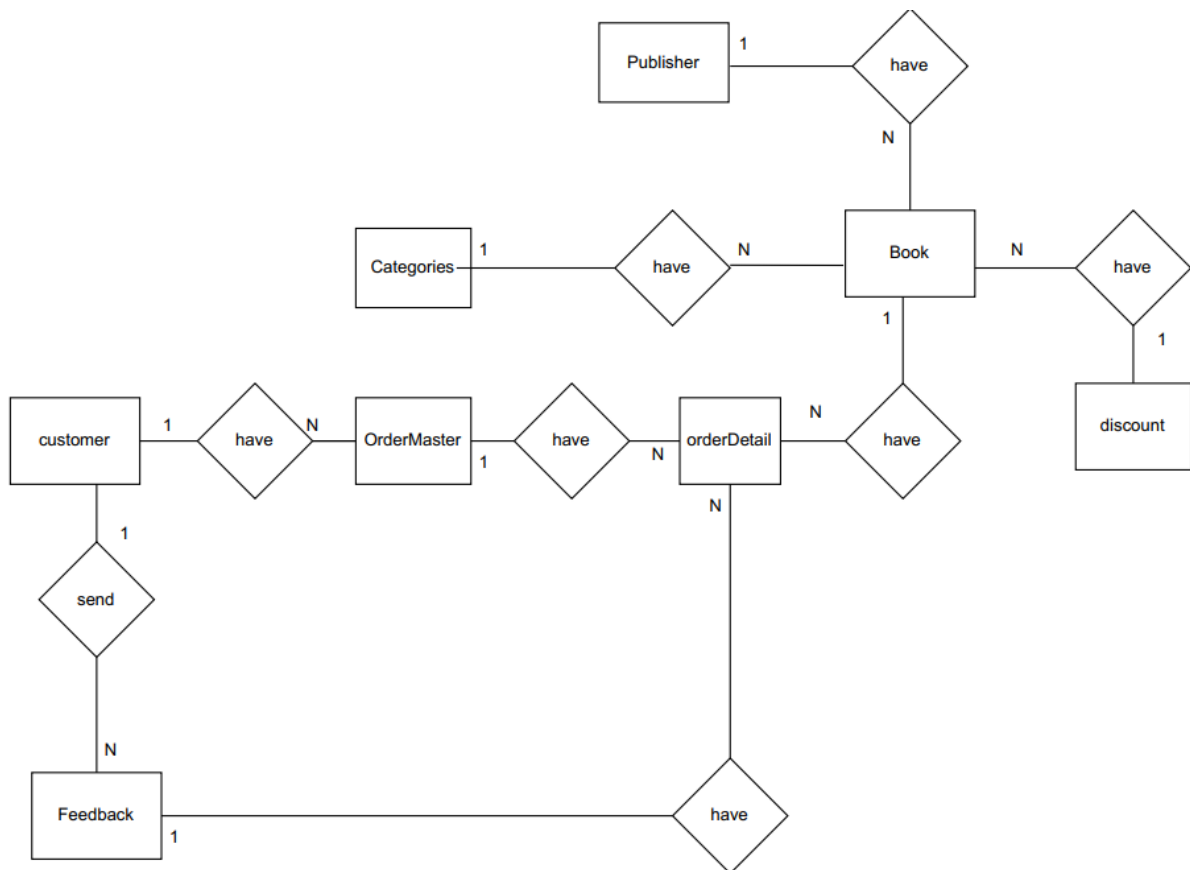 1
Publisher
have
N
Categories
1
have
N
Book
N
have
1
1
customer
1
have
N
OrderMaster
1
have
N
orderDetail
N
have
discount
N
1
send
N
Feedback
1
have